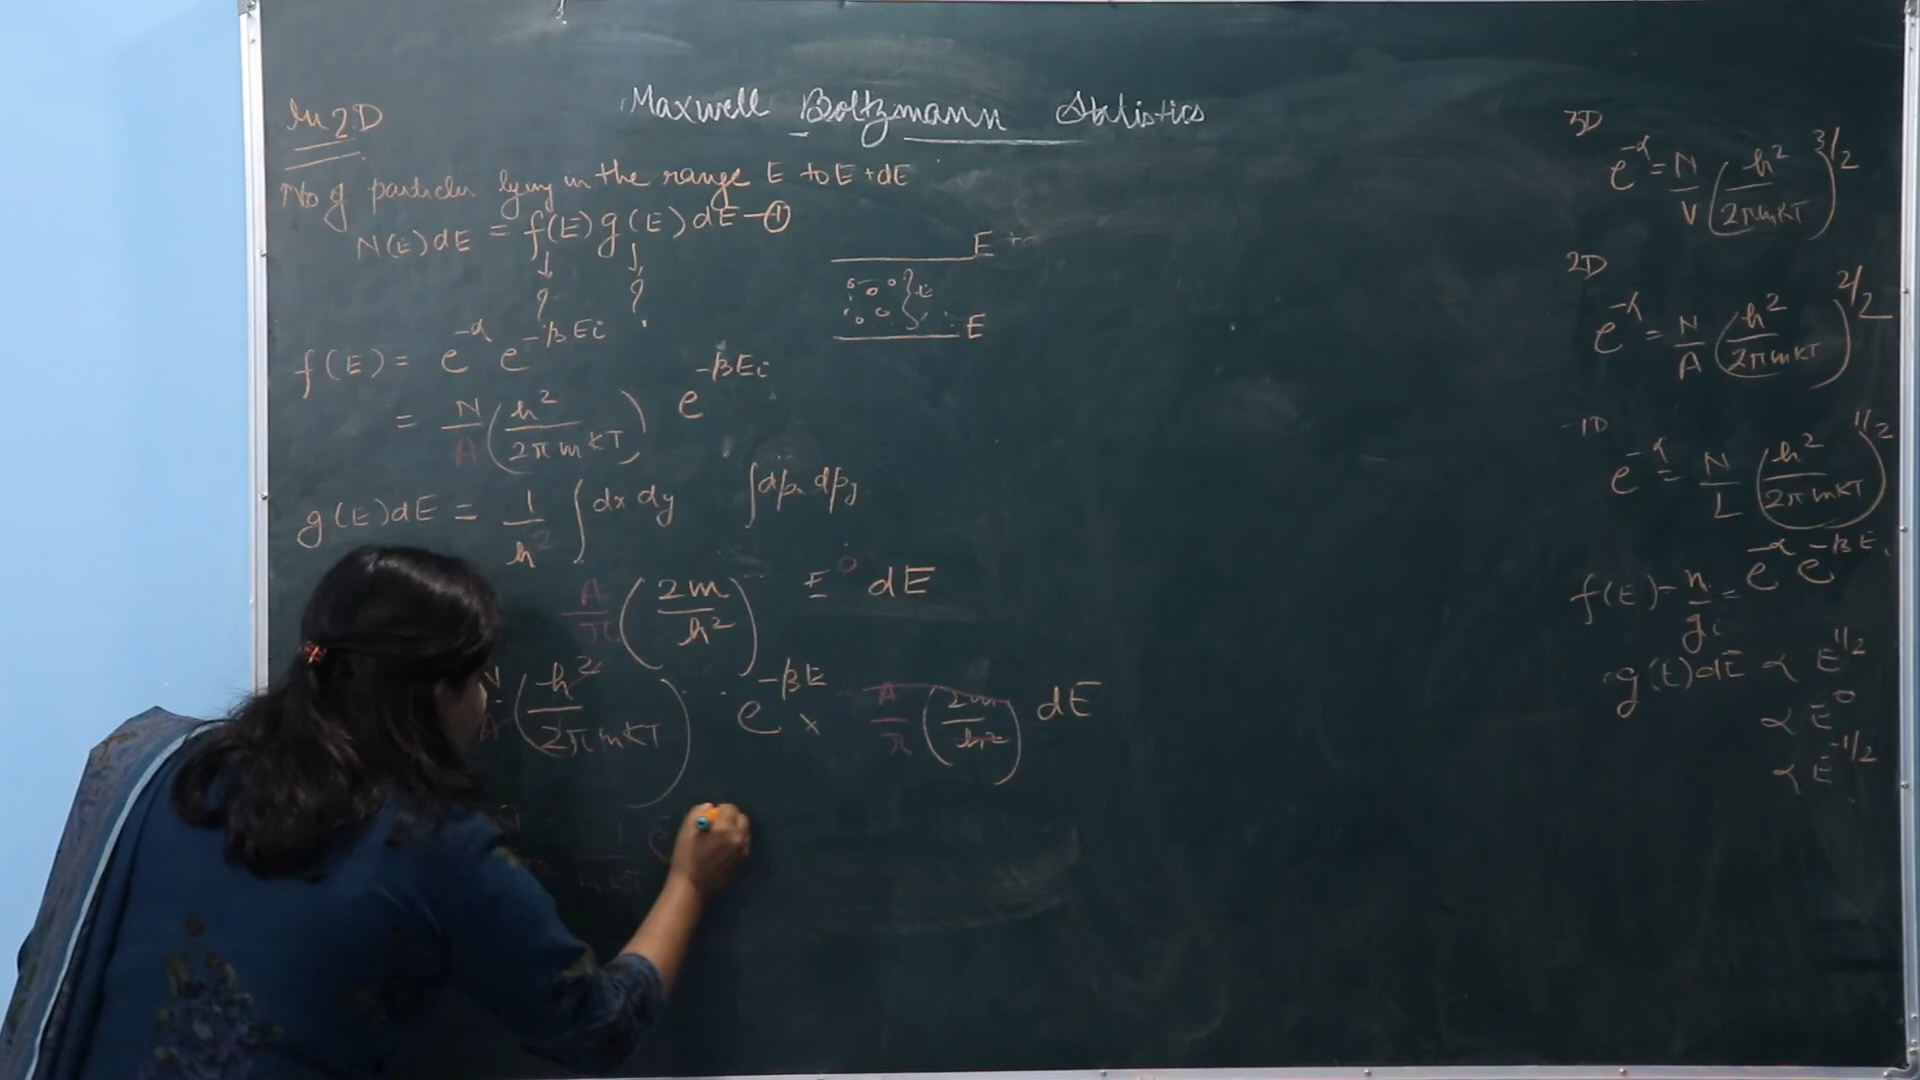 Maxwell Boltzmann Statistics
In 2D
No of particles lying in the range E to E+dE
N(E)dE = f(E)g(E)dE —①
↓ ↓
? ?
E
E
f(E) = e^{-α} e^{-βEi}
= N/A (h²/2πmKT) e^{-βEi}
g(E)dE = 1/h² ∫dx dy ∫dpx dpy
A/π (2m/h²) E⁰ dE
(h²/2πmKT) e^{-βE} × A/π (2m/h²) dE
3D
e^{-α} = N/V (h²/2πmKT)^{3/2}
2D
e^{-α} = N/A (h²/2πmKT)^{2/2}
1D
e^{-α} = N/L (h²/2πmKT)^{1/2}
f(E) = n/gi = e^{-α} e^{-βEi}
g(E)dE ∝ E^{1/2}
∝ E⁰
∝ E^{-1/2}